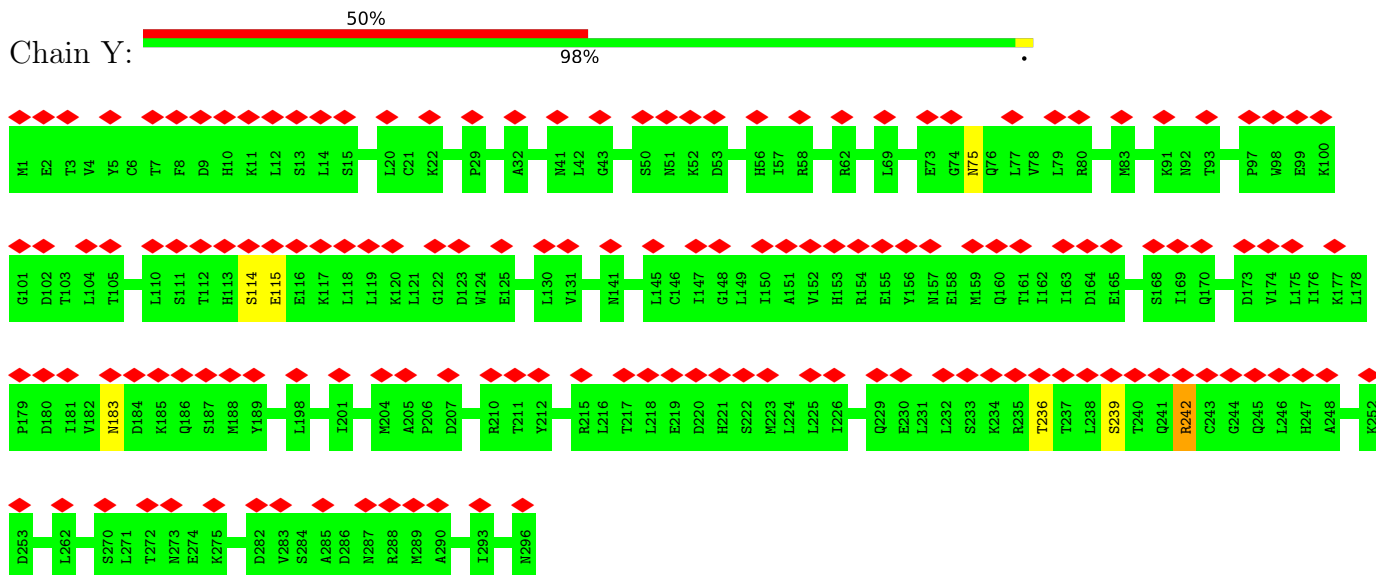 50%
Chain Y:
98%
.
M1 E2 T3 V4 Y5 C6 T7 F8 D9 H10 K11 L12 S13 L14 S15 L20 C21 K22 P29 A32 N41 L42 G43 S50 N51 K52 D53 H56 I57 R58 R62 L69 E73 G74 N75 Q76 L77 V78 L79 R80 M83 K91 N92 T93 P97 W98 E99 K100
G101 D102 T103 L104 T105 L110 S111 T112 H113 S114 E115 E116 K117 L118 L119 K120 L121 G122 D123 W124 E125 L130 V131 N141 L145 C146 I147 G148 L149 I150 A151 V152 H153 R154 E155 Y156 N157 E158 M159 Q160 T161 I162 I163 D164 E165 S168 I169 Q170 D173 V174 L175 I176 K177 L178
P179 D180 I181 V182 N183 D184 K185 Q186 S187 M188 Y189 L198 I201 M204 A205 P206 D207 R210 T211 Y212 R215 L216 T217 L218 E219 D220 H221 S222 M223 L224 L225 I226 Q229 E230 L231 L232 S233 K234 R235 T236 T237 L238 S239 T240 Q241 R242 C243 G244 Q245 L246 H247 A248 K252
D253 L262 S270 L271 T272 N273 E274 K275 D282 V283 S284 A285 D286 N287 R288 M289 A290 I293 N296